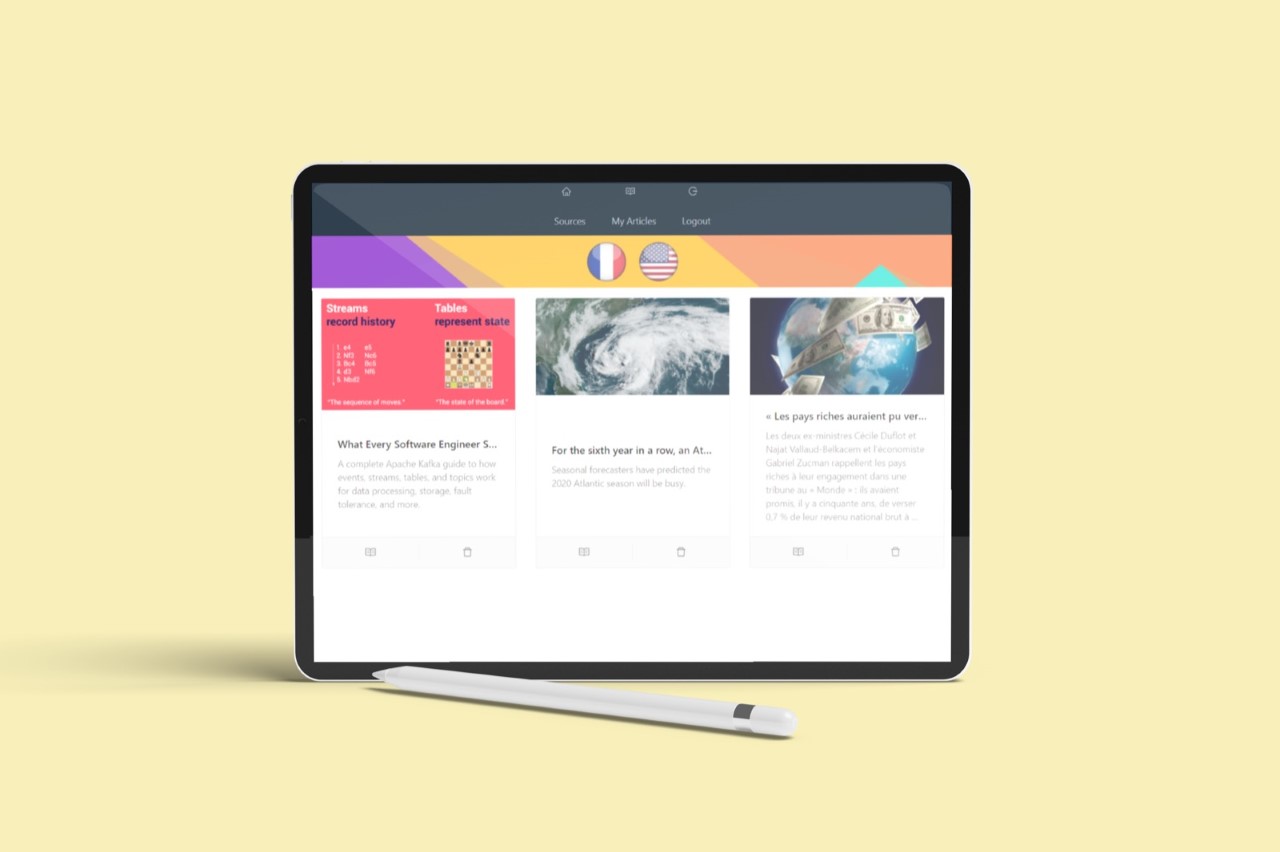 Sources My Articles Logout
Streams
record history
1. e4 e5
2. Nf3 Nc6
3. Bc4 Bc5
4. d3 Nf6
5. Nbd2
"The sequence of moves."
Tables
represent state
"The state of the board."
What Every Software Engineer S...
A complete Apache Kafka guide to how
events, streams, tables, and topics work
for data processing, storage, fault
tolerance, and more.
For the sixth year in a row, an At...
Seasonal forecasters have predicted the
2020 Atlantic season will be busy.
« Les pays riches auraient pu ver...
Les deux ex-ministres Cécile Duflot et
Najat Vallaud-Belkacem et l'économiste
Gabriel Zucman rappellent les pays
riches à leur engagement dans une
tribune au « Monde » : ils avaient
promis, il y a cinquante ans, de verser
0,7 % de leur revenu national brut à ...